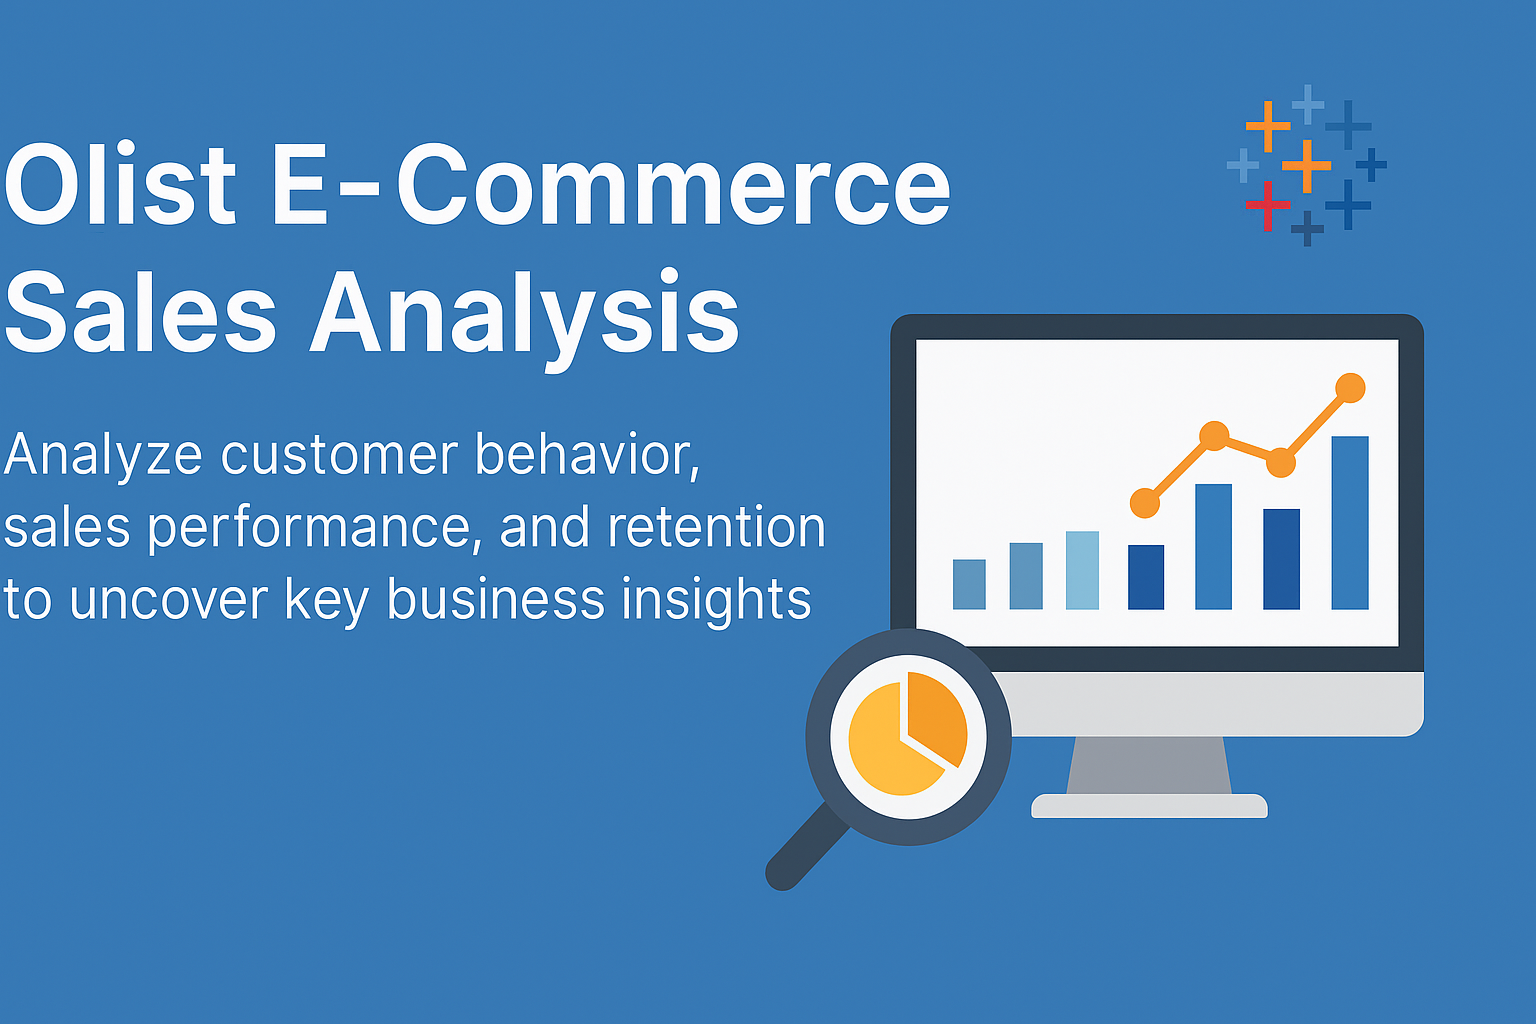 Olist E-Commerce
Sales Analysis
Analyze customer behavior,
sales performance, and retention
to uncover key business insights